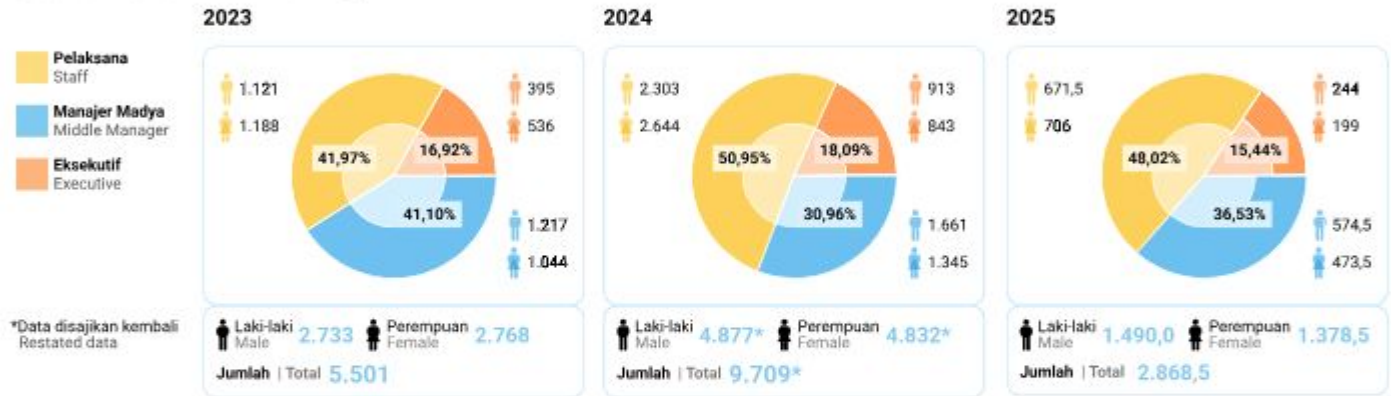 2023
2024
2025
Pelaksana
Staff
Manajer Madya
Middle Manager
Eksekutif
Executive
1.121
1.188
41,97%
16,92%
41,10%
395
536
1.217
1.044
2.303
2.644
50,95%
18,09%
30,96%
913
843
1.661
1.345
671,5
706
48,02%
15,44%
36,53%
244
199
574,5
473,5
*Data disajikan kembali
Restated data
Laki-laki
Male
2.733
Perempuan
Female
2.768
Jumlah | Total 5.501
Laki-laki
Male
4.877*
Perempuan
Female
4.832*
Jumlah | Total 9.709*
Laki-laki
Male
1.490,0
Perempuan
Female
1.378,5
Jumlah | Total 2.868,5